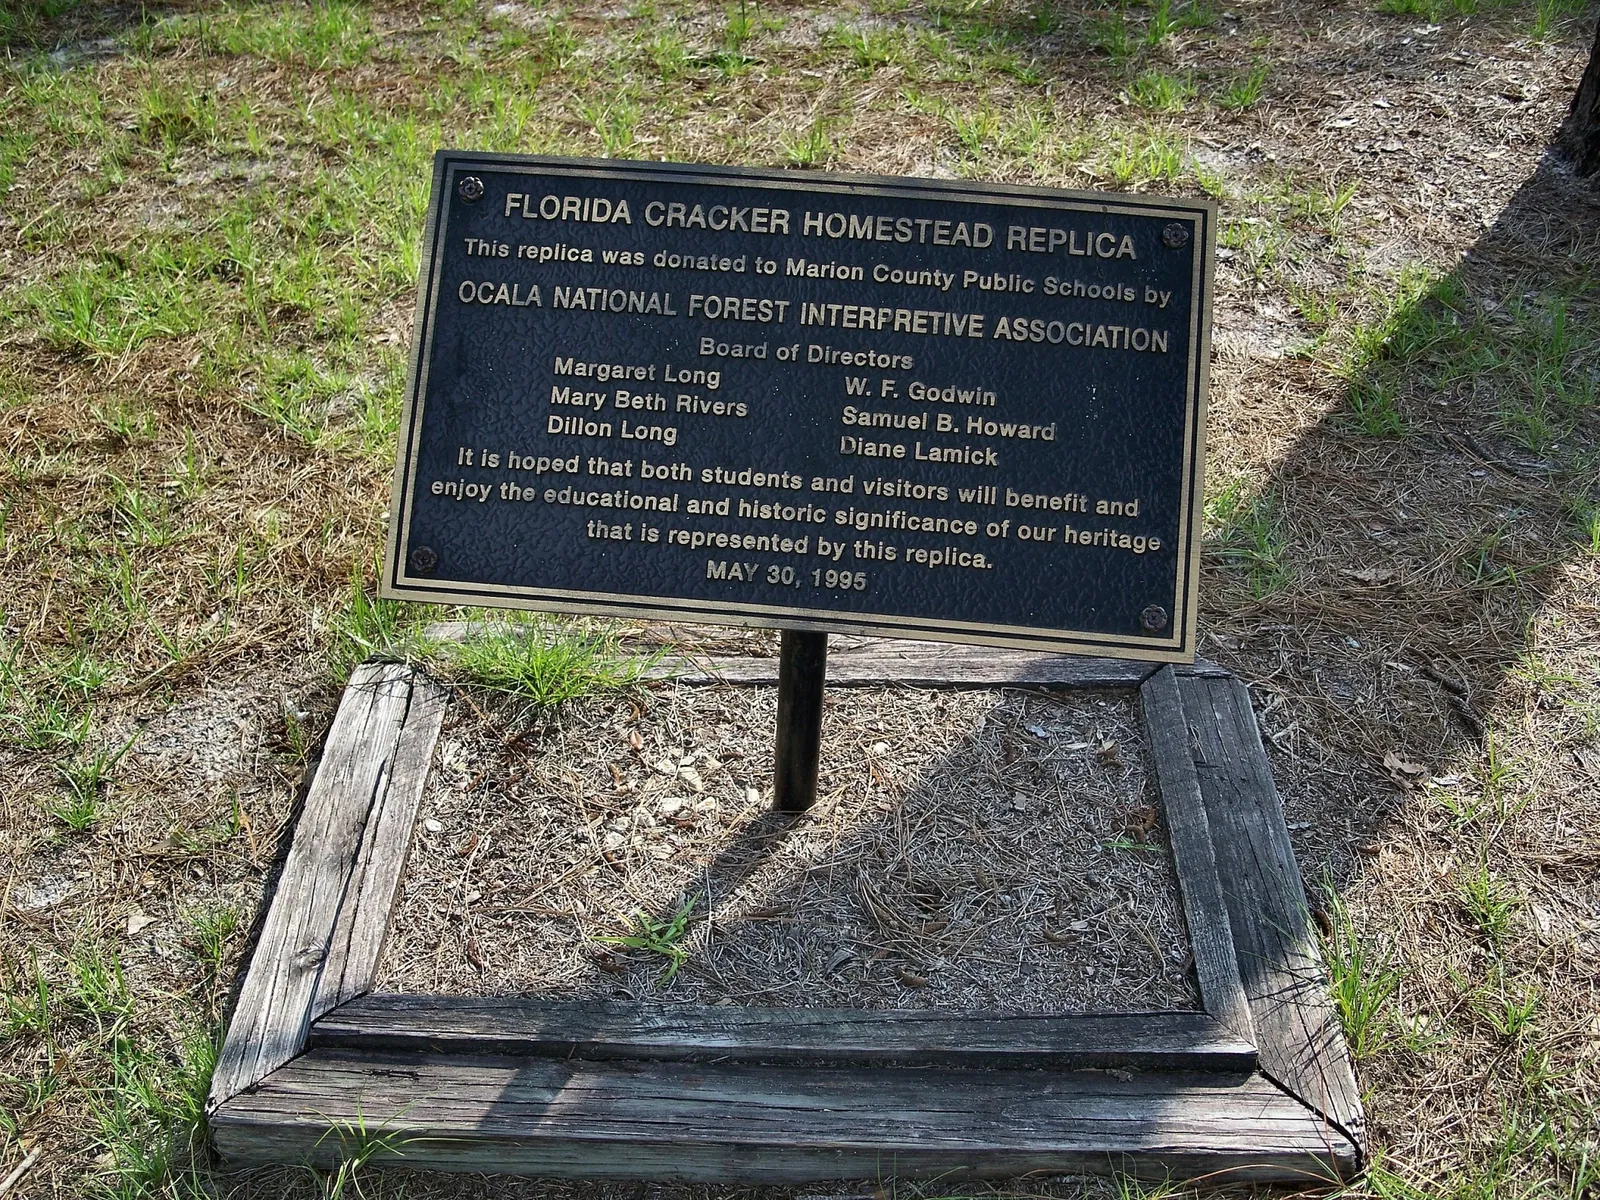 FLORIDA CRACKER HOMESTEAD REPLICA
This replica was donated to Marion County Public Schools by
OCALA NATIONAL FOREST INTERPRETIVE ASSOCIATION
Board of Directors
Margaret Long W. F. Godwin
Mary Beth Rivers Samuel B. Howard
Dillon Long Diane Lamick
It is hoped that both students and visitors will benefit and
enjoy the educational and historic significance of our heritage
that is represented by this replica.
MAY 30, 1995